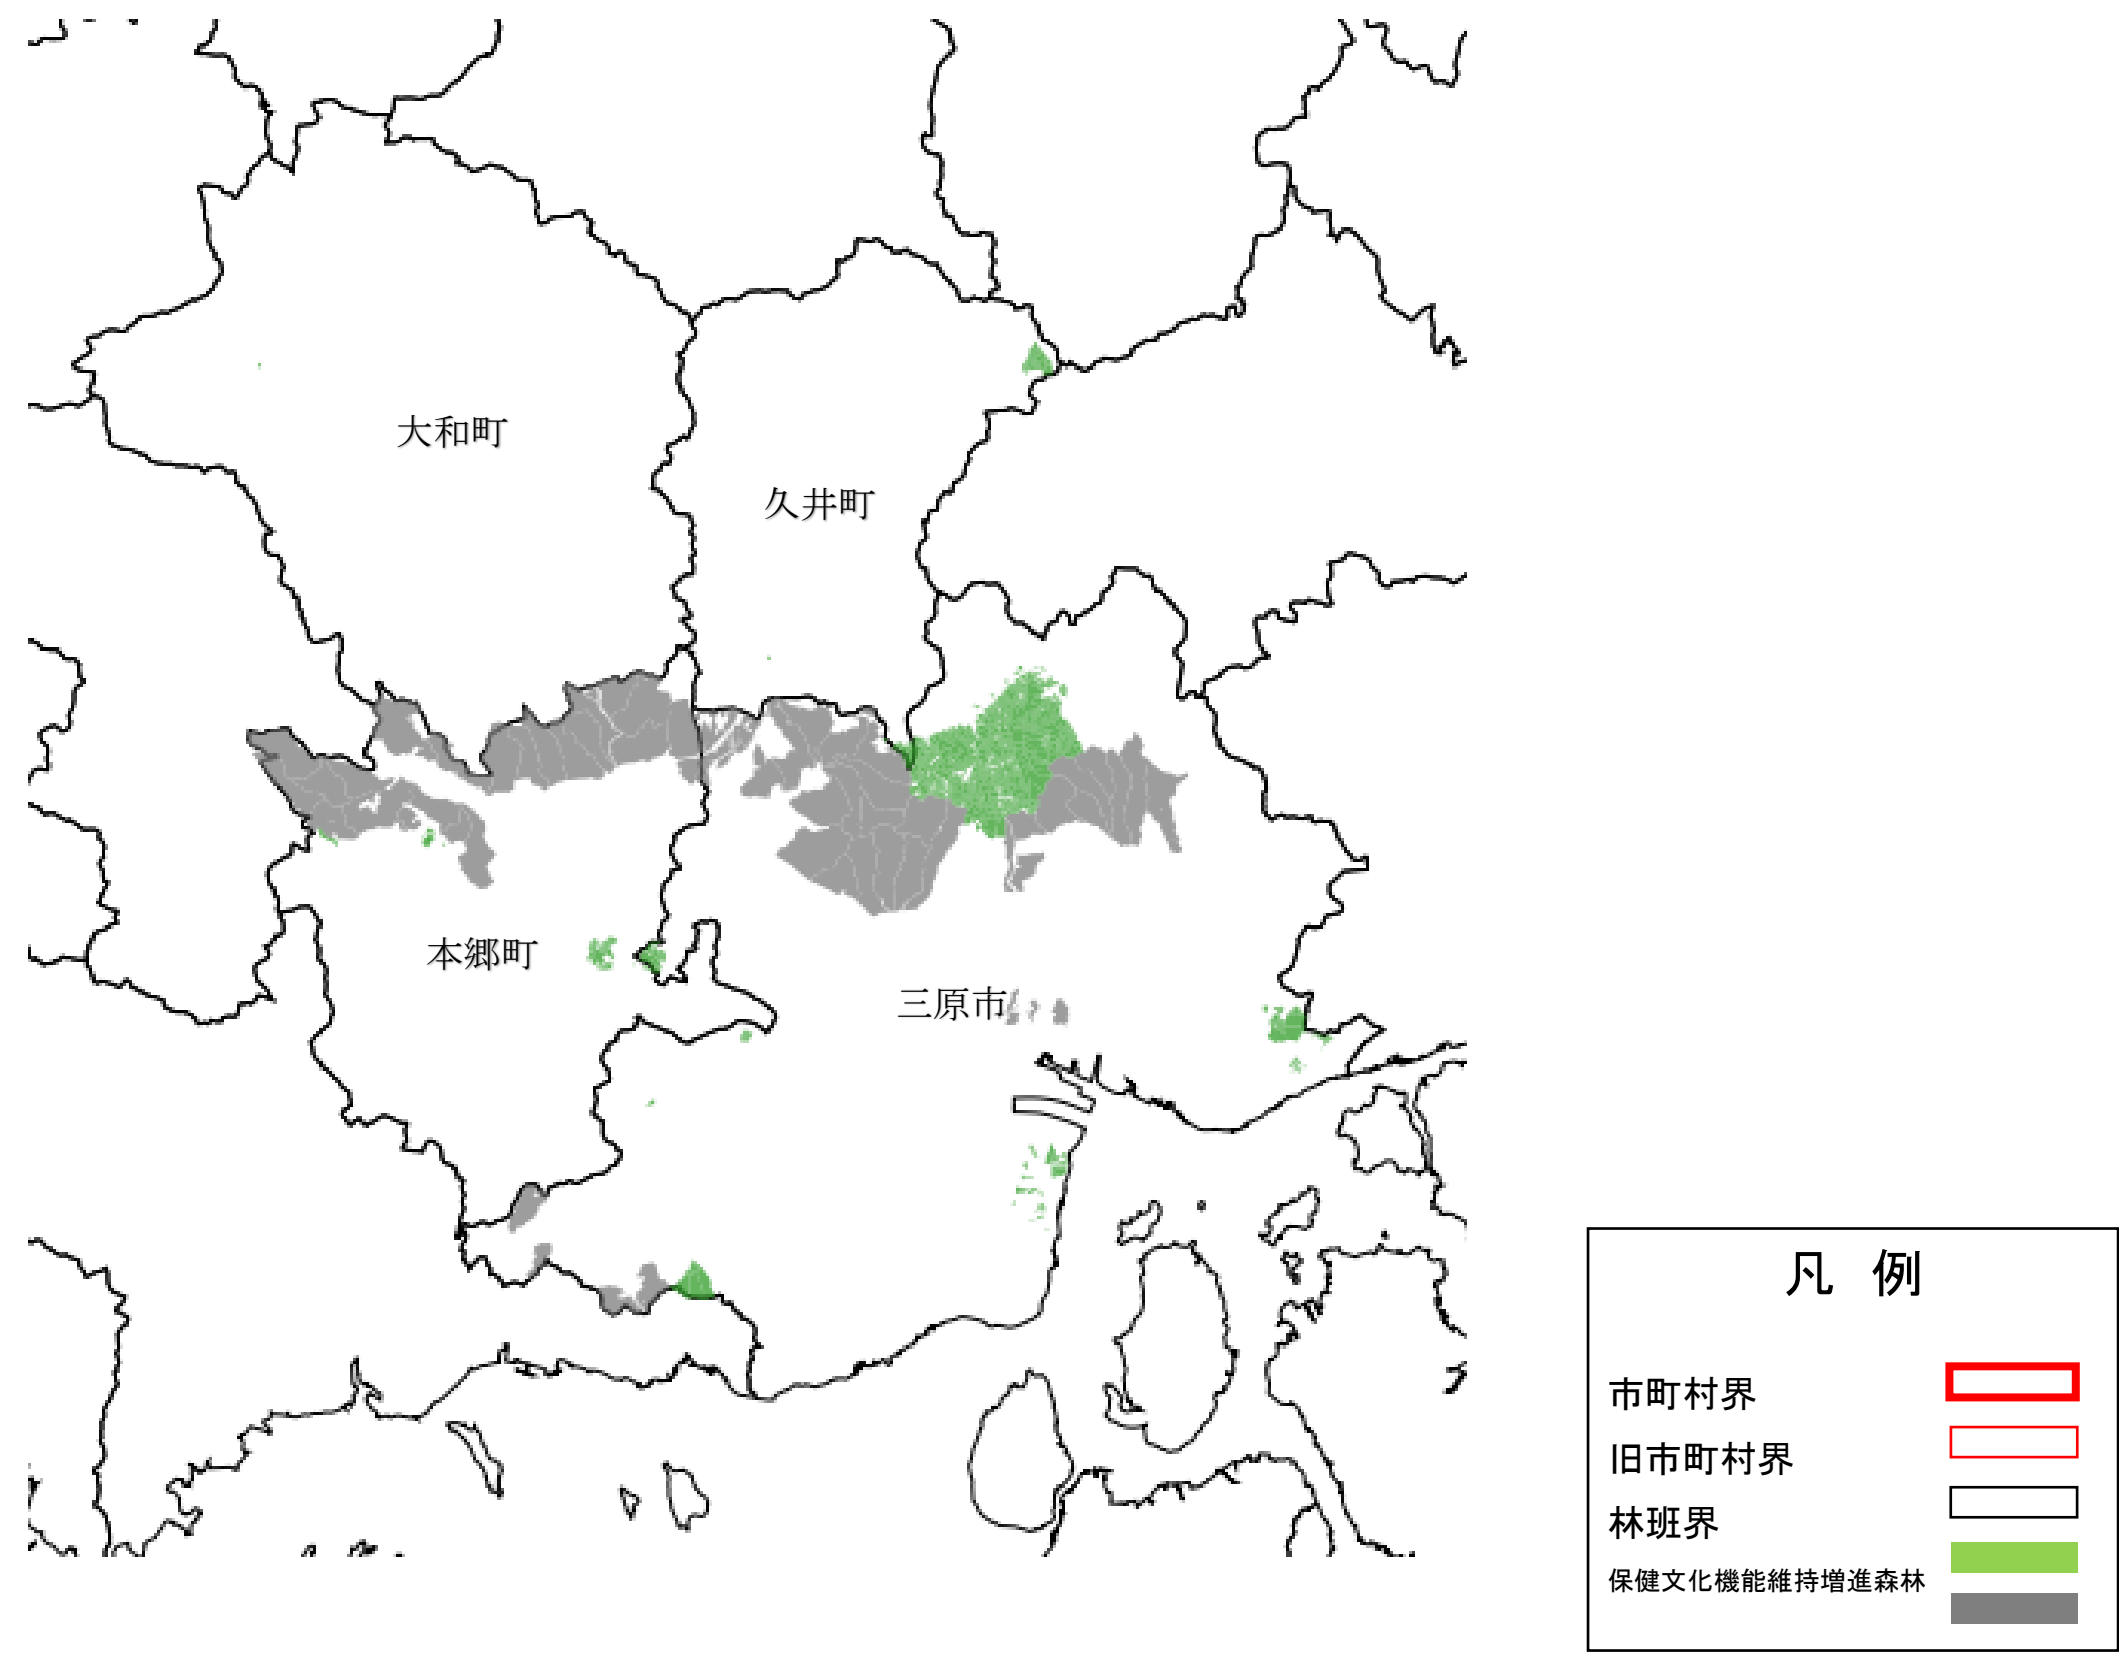 大和町
久井町
本郷町
三原市
凡 例
市町村界
旧市町村界
林班界
保健文化機能維持増進森林